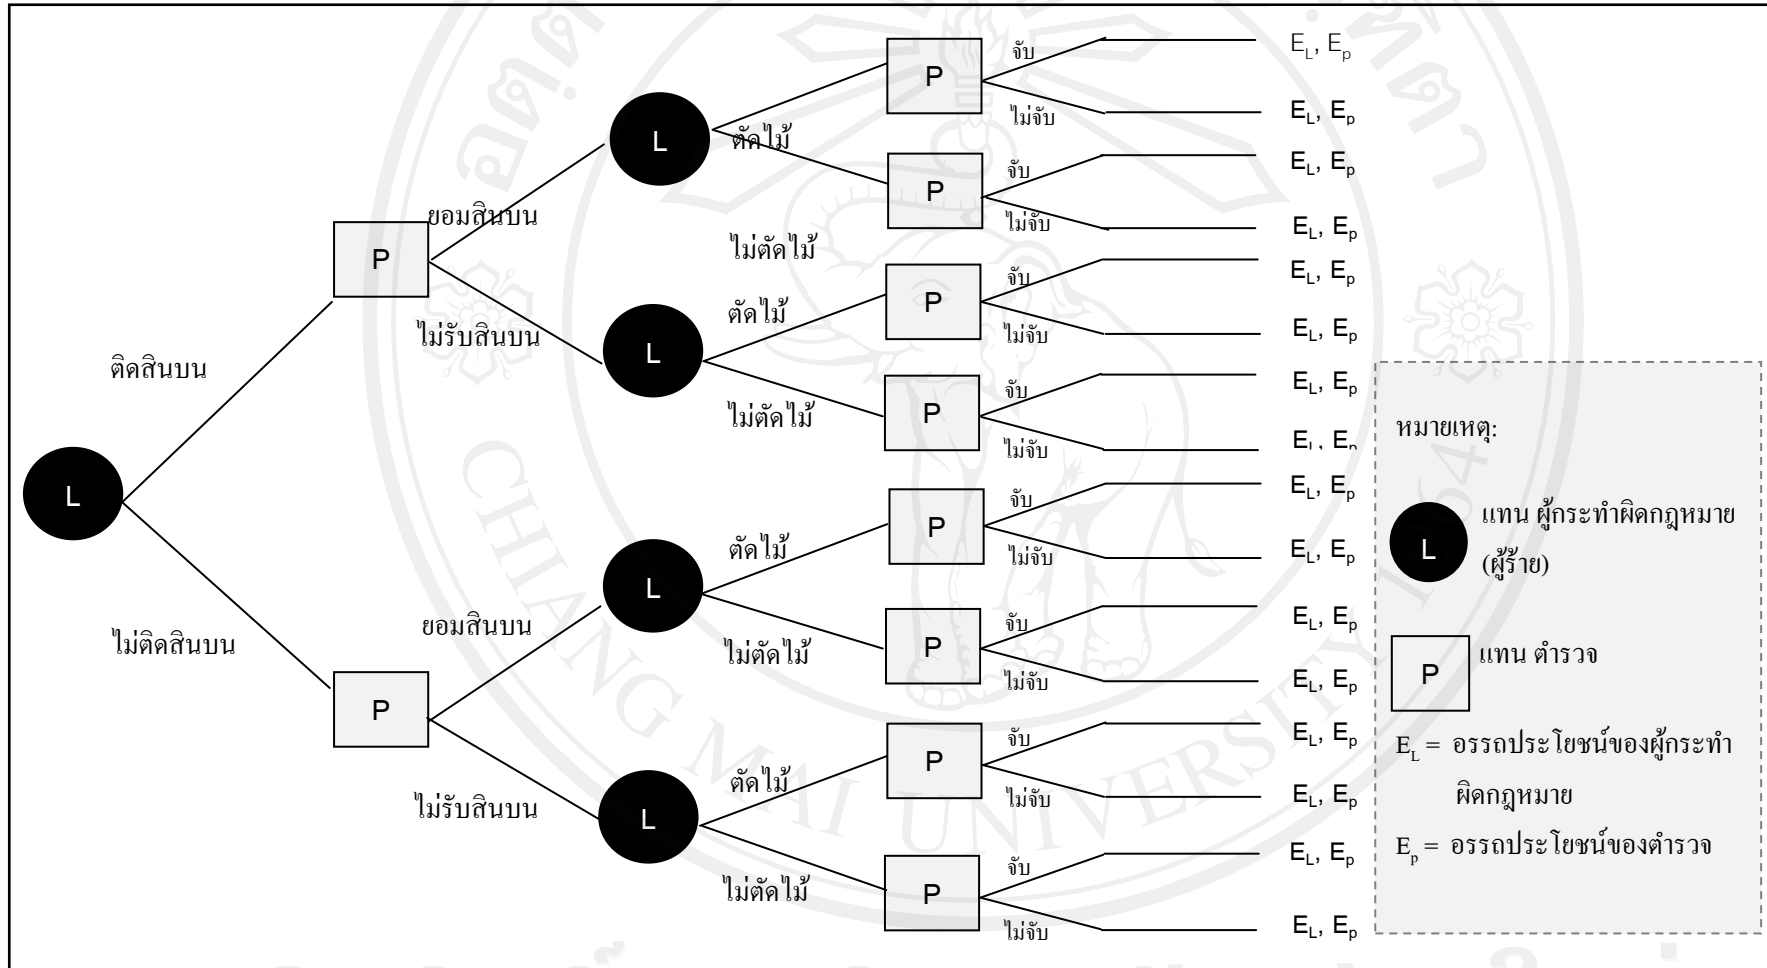 L
ติดสินบน
ไม่ติดสินบน
P
P
ยอมสินบน
ไม่รับสินบน
ยอมสินบน
ไม่รับสินบน
L
L
L
L
ตัดไม้
ไม่ตัดไม้
ตัดไม้
ไม่ตัดไม้
ตัดไม้
ไม่ตัดไม้
ตัดไม้
ไม่ตัดไม้
P
P
P
P
P
P
P
P
จับ E_L, E_p
ไม่จับ E_L, E_p
จับ E_L, E_p
ไม่จับ E_L, E_p
จับ E_L, E_p
ไม่จับ E_L, E_p
จับ E_L, E_p
ไม่จับ E_L, E_p
จับ E_L, E_p
ไม่จับ E_L, E_p
จับ E_L, E_p
ไม่จับ E_L, E_p
จับ E_L, E_p
ไม่จับ E_L, E_p
จับ E_L, E_p
ไม่จับ E_L, E_p
หมายเหตุ:
L แทน ผู้กระทำผิดกฎหมาย
(ผู้ร้าย)
P แทน ตำรวจ
E_L = อรรถประโยชน์ของผู้กระทำ
ผิดกฎหมาย
E_p = อรรถประโยชน์ของตำรวจ
CHIANG MAI UNIVERSITY